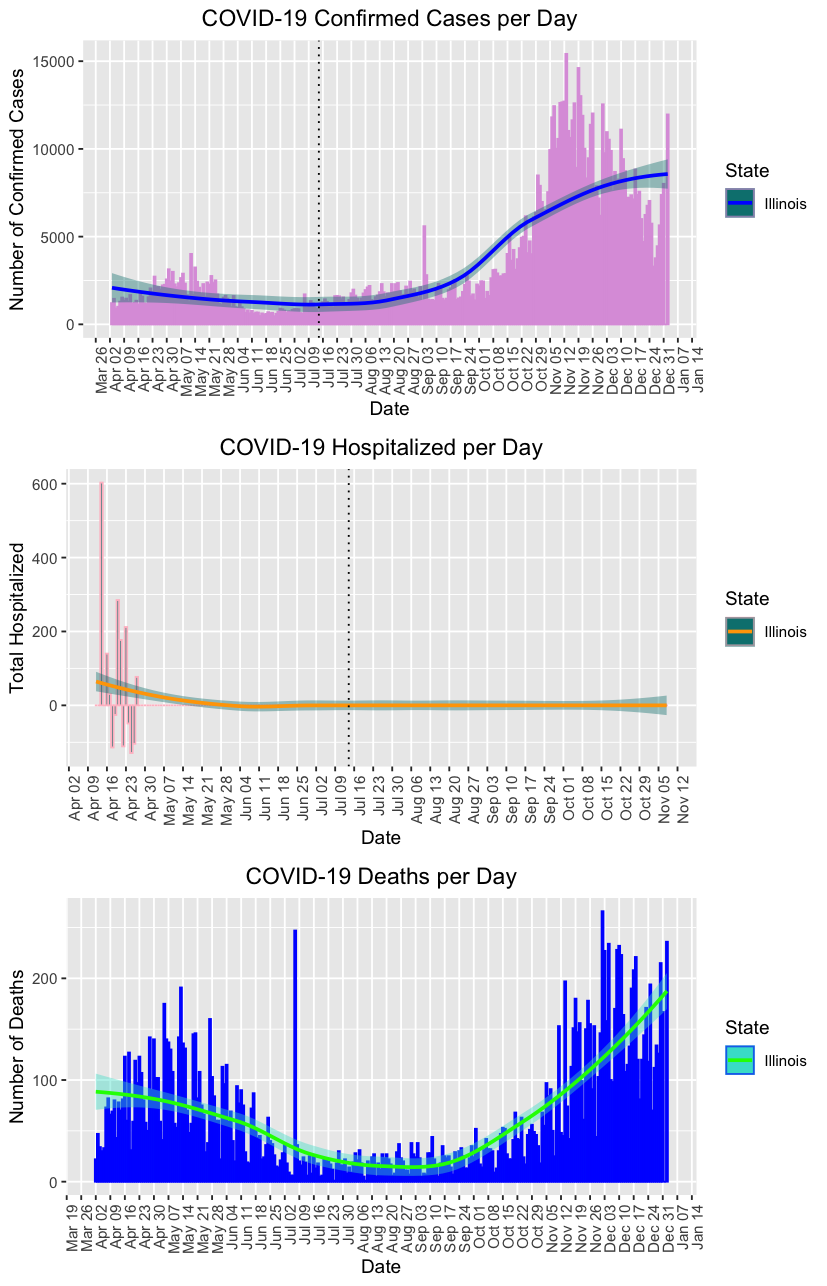 COVID-19 Confirmed Cases per Day
Number of Confirmed Cases
15000
10000
5000
0
Mar 26
Apr 02
Apr 09
Apr 16
Apr 23
Apr 30
May 07
May 14
May 21
May 28
Jun 04
Jun 11
Jun 18
Jun 25
Jul 02
Jul 09
Jul 16
Jul 23
Jul 30
Aug 06
Aug 13
Aug 20
Aug 27
Sep 03
Sep 10
Sep 17
Sep 24
Oct 01
Oct 08
Oct 15
Oct 22
Oct 29
Nov 05
Nov 12
Nov 19
Nov 26
Dec 03
Dec 10
Dec 17
Dec 24
Dec 31
Jan 07
Jan 14
Date
State
Illinois
COVID-19 Hospitalized per Day
Total Hospitalized
600
400
200
0
Apr 02
Apr 09
Apr 16
Apr 23
Apr 30
May 07
May 14
May 21
May 28
Jun 04
Jun 11
Jun 18
Jun 25
Jul 02
Jul 09
Jul 16
Jul 23
Jul 30
Aug 06
Aug 13
Aug 20
Aug 27
Sep 03
Sep 10
Sep 17
Sep 24
Oct 01
Oct 08
Oct 15
Oct 22
Oct 29
Nov 05
Nov 12
Date
State
Illinois
COVID-19 Deaths per Day
Number of Deaths
200
100
0
Mar 19
Mar 26
Apr 02
Apr 09
Apr 16
Apr 23
Apr 30
May 07
May 14
May 21
May 28
Jun 04
Jun 11
Jun 18
Jun 25
Jul 02
Jul 09
Jul 16
Jul 23
Jul 30
Aug 06
Aug 13
Aug 20
Aug 27
Sep 03
Sep 10
Sep 17
Sep 24
Oct 01
Oct 08
Oct 15
Oct 22
Oct 29
Nov 05
Nov 12
Nov 19
Nov 26
Dec 03
Dec 10
Dec 17
Dec 24
Dec 31
Jan 07
Jan 14
Date
State
Illinois